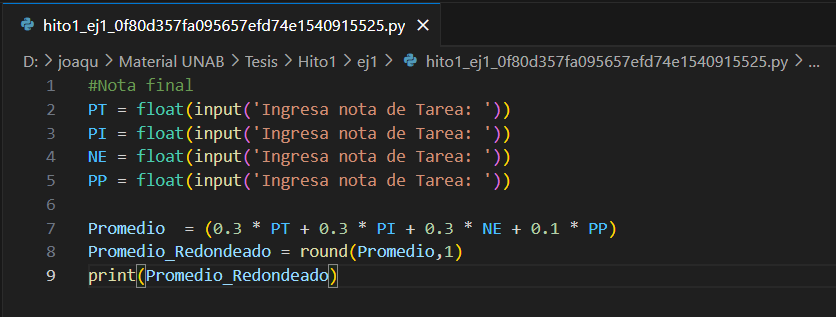 hito1_ej1_0f80d357fa095657efd74e1540915525.py
D: > joaqu > Material UNAB > Tesis > Hito1 > ej1 > hito1_ej1_0f80d357fa095657efd74e1540915525.py > ...
1 #Nota final
2 PT = float(input('Ingresa nota de Tarea: '))
3 PI = float(input('Ingresa nota de Tarea: '))
4 NE = float(input('Ingresa nota de Tarea: '))
5 PP = float(input('Ingresa nota de Tarea: '))
6
7 Promedio  = (0.3 * PT + 0.3 * PI + 0.3 * NE + 0.1 * PP)
8 Promedio_Redondeado = round(Promedio,1)
9 print(Promedio_Redondeado)